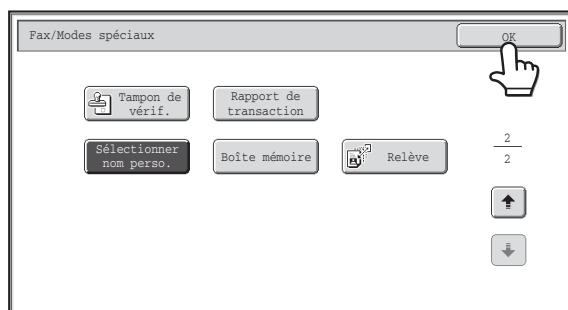 Fax/Modes spéciaux
OK
Tampon de
vérif.
Rapport de
transaction
Sélectionner
nom perso.
Boîte mémoire
Relève
2
2